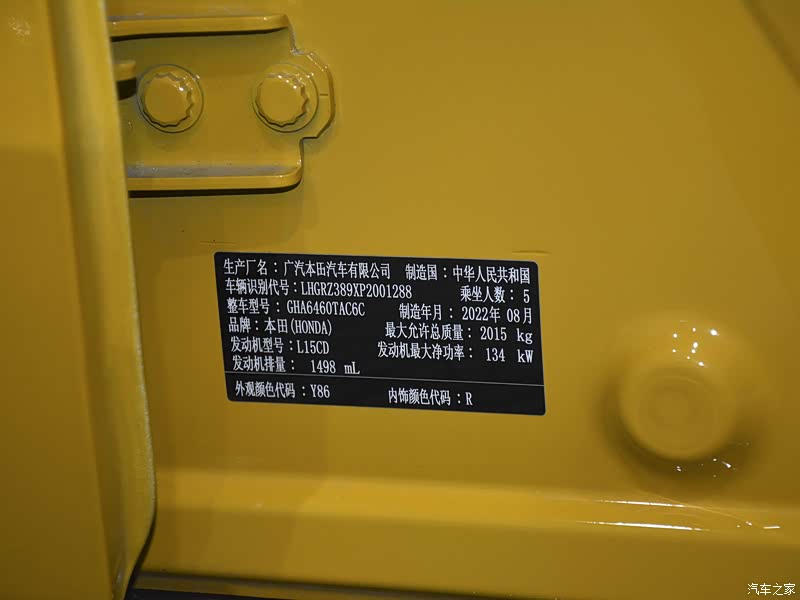 生产厂名：广汽本田汽车有限公司 制造国：中华人民共和国
车辆识别代号：LHGRZ389XP2001288 乘坐人数：5
整车型号：GHA6460TAC6C 制造年月：2022年 08月
品牌：本田(HONDA) 最大允许总质量：2015 kg
发动机型号：L15CD 发动机最大净功率：134 kW
发动机排量：1498 mL
外观颜色代码：Y86 内饰颜色代码：R
汽车之家